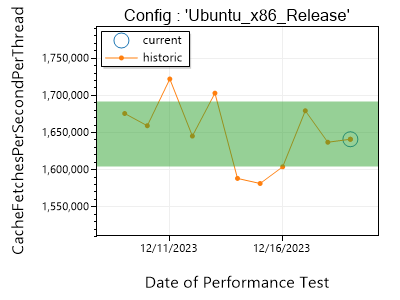 Config : 'Ubuntu_x86_Release'
current
historic
CacheFetchesPerSecondPerThread
1,750,000
1,700,000
1,650,000
1,600,000
1,550,000
12/11/2023
12/16/2023
Date of Performance Test